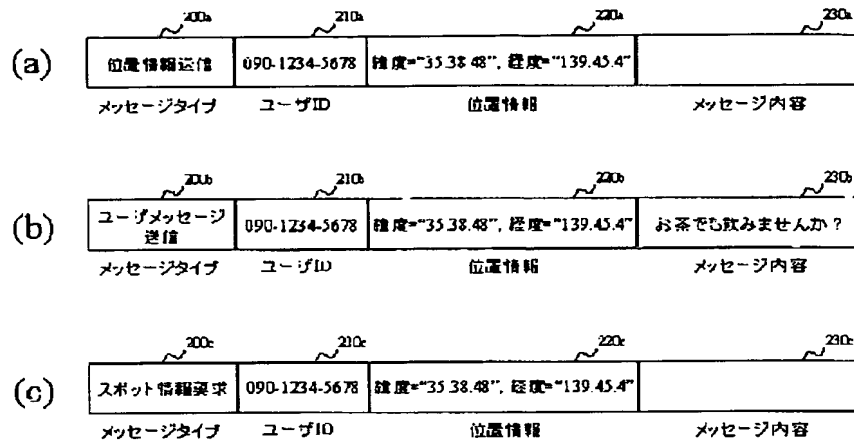 200a 210a 220a 230a
(a) 位置情報送信 090-1234-5678 緯度="35.38.48", 経度="139.45.4"
メッセージタイプ ユーザID 位置情報 メッセージ内容
200b 210b 220b 230b
(b) ユーザメッセージ 090-1234-5678 緯度="35.38.48", 経度="139.45.4" お茶でも飲みませんか?
送信
メッセージタイプ ユーザID 位置情報 メッセージ内容
200c 210c 220c 230c
(c) スポット情報要求 090-1234-5678 緯度="35.38.48", 経度="139.45.4"
メッセージタイプ ユーザID 位置情報 メッセージ内容